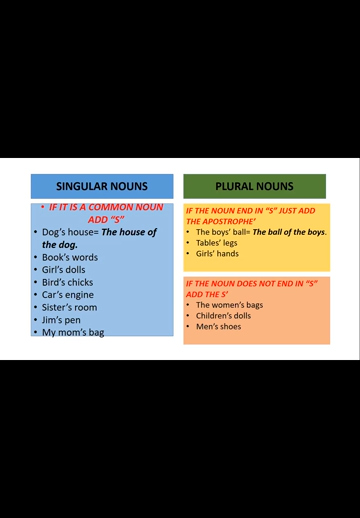 SINGULAR NOUNS
• IF IT IS A COMMON NOUN
ADD “S”
• Dog’s house= The house of
the dog.
• Book’s words
• Girl’s dolls
• Bird’s chicks
• Car’s engine
• Sister’s room
• Jim’s pen
• My mom’s bag
PLURAL NOUNS
IF THE NOUN END IN “S” JUST ADD
THE APOSTROPHE’
• The boys’ ball= The ball of the boys.
• Tables’ legs
• Girls’ hands
IF THE NOUN DOES NOT END IN “S”
ADD THE S’
• The women’s bags
• Children’s dolls
• Men’s shoes